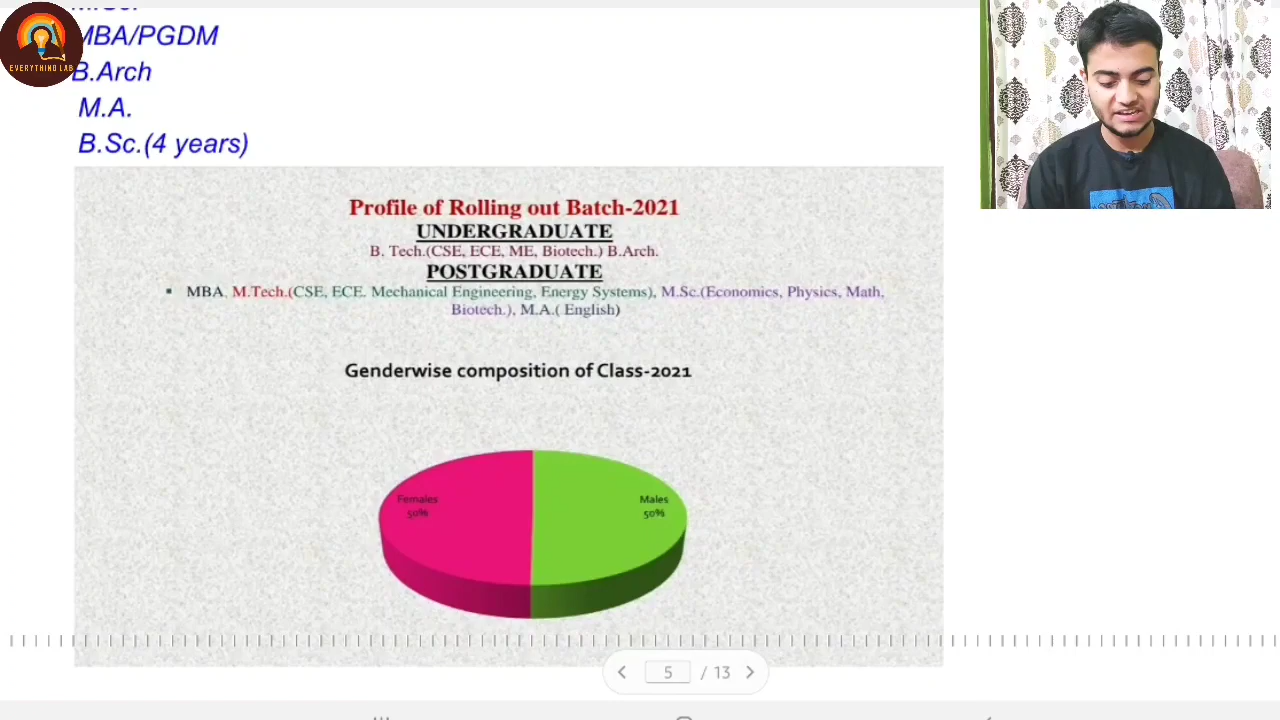 MBA/PGDM
EVERYTHING LAB
B.Arch
M.A.
B.Sc.(4 years)
Profile of Rolling out Batch-2021
UNDERGRADUATE
B. Tech.(CSE, ECE, ME, Biotech.) B.Arch.
POSTGRADUATE
▪ MBA, M.Tech.(CSE, ECE. Mechanical Engineering, Energy Systems), M.Sc.(Economics, Physics, Math,
Biotech.), M.A.( English)
Genderwise composition of Class-2021
Females
50%
Males
50%
5 / 13